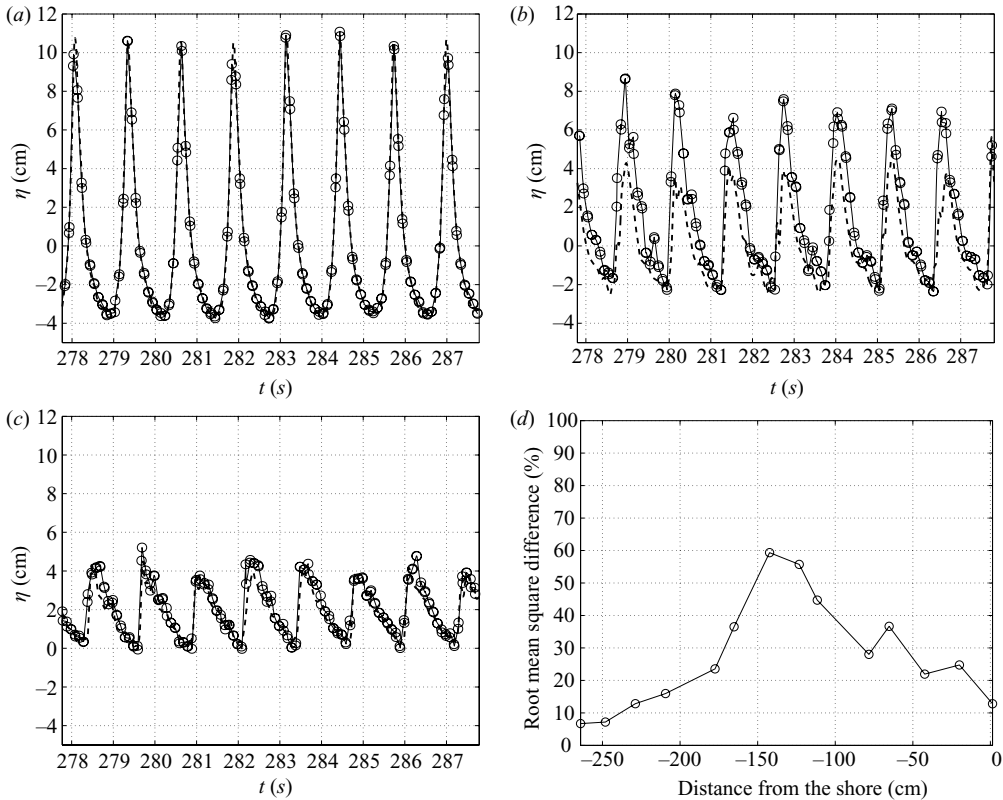 (a)
12
10
8
6
4
2
0
−2
−4
η (cm)
278 279 280 281 282 283 284 285 286 287
t (s)
(b)
12
10
8
6
4
2
0
−2
−4
η (cm)
278 279 280 281 282 283 284 285 286 287
t (s)
(c)
12
10
8
6
4
2
0
−2
−4
η (cm)
278 279 280 281 282 283 284 285 286 287
t (s)
(d)
100
90
80
70
60
50
40
30
20
10
0
Root mean square difference (%)
−250 −200 −150 −100 −50 0
Distance from the shore (cm)